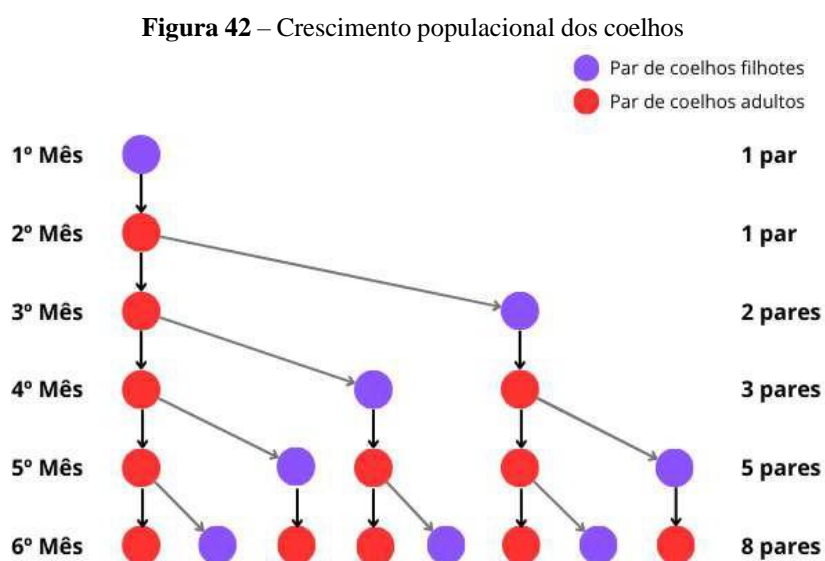 Figura 42 – Crescimento populacional dos coelhos
Par de coelhos filhotes
Par de coelhos adultos
1º Mês 1 par
2º Mês 1 par
3º Mês 2 pares
4º Mês 3 pares
5º Mês 5 pares
6º Mês 8 pares